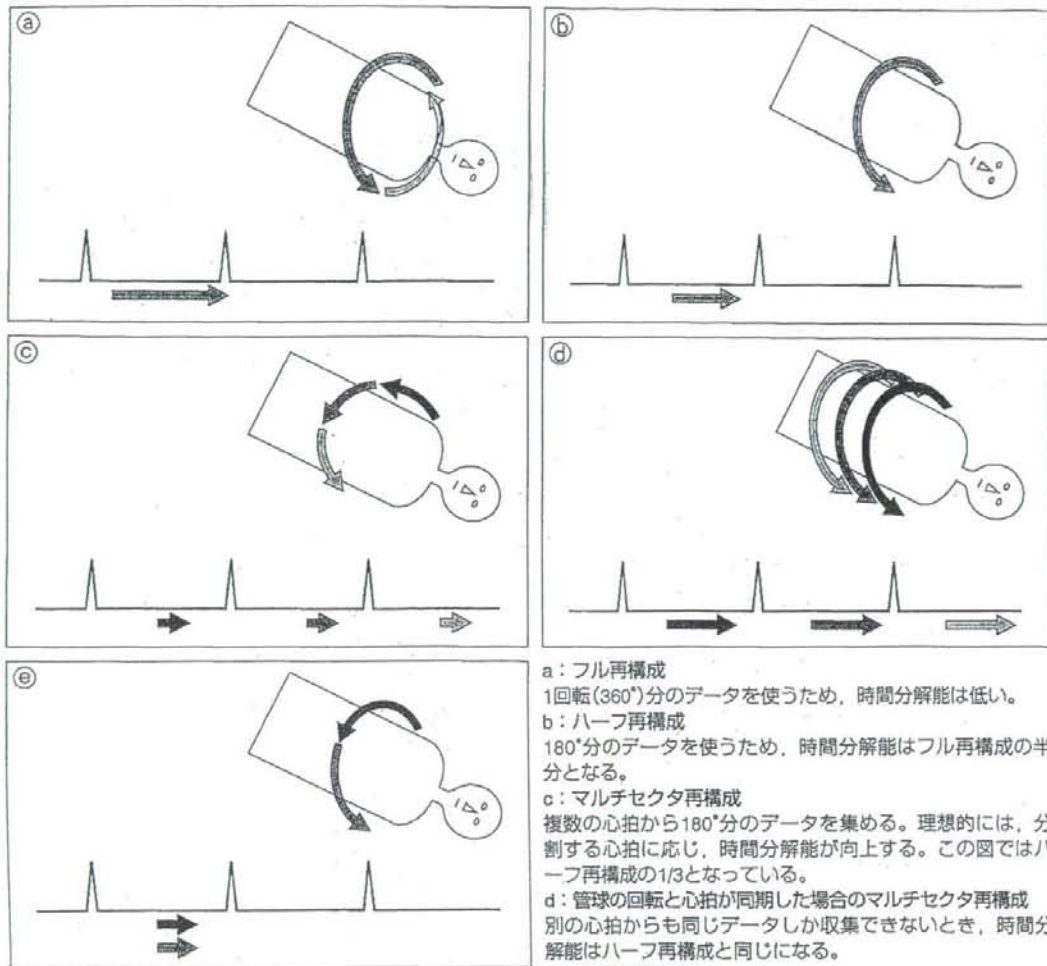 ⓐ
ⓑ
ⓒ
ⓓ
ⓔ
a：フル再構成
1回転(360°)分のデータを使うため，時間分解能は低い。
b：ハーフ再構成
180°分のデータを使うため，時間分解能はフル再構成の半
分となる。
c：マルチセクタ再構成
複数の心拍から180°分のデータを集める。理想的には，分
割する心拍に応じ，時間分解能が向上する。この図ではハ
ーフ再構成の1/3となっている。
d：管球の回転と心拍が同期した場合のマルチセクタ再構成
別の心拍からも同じデータしか収集できないとき，時間分
解能はハーフ再構成と同じになる。